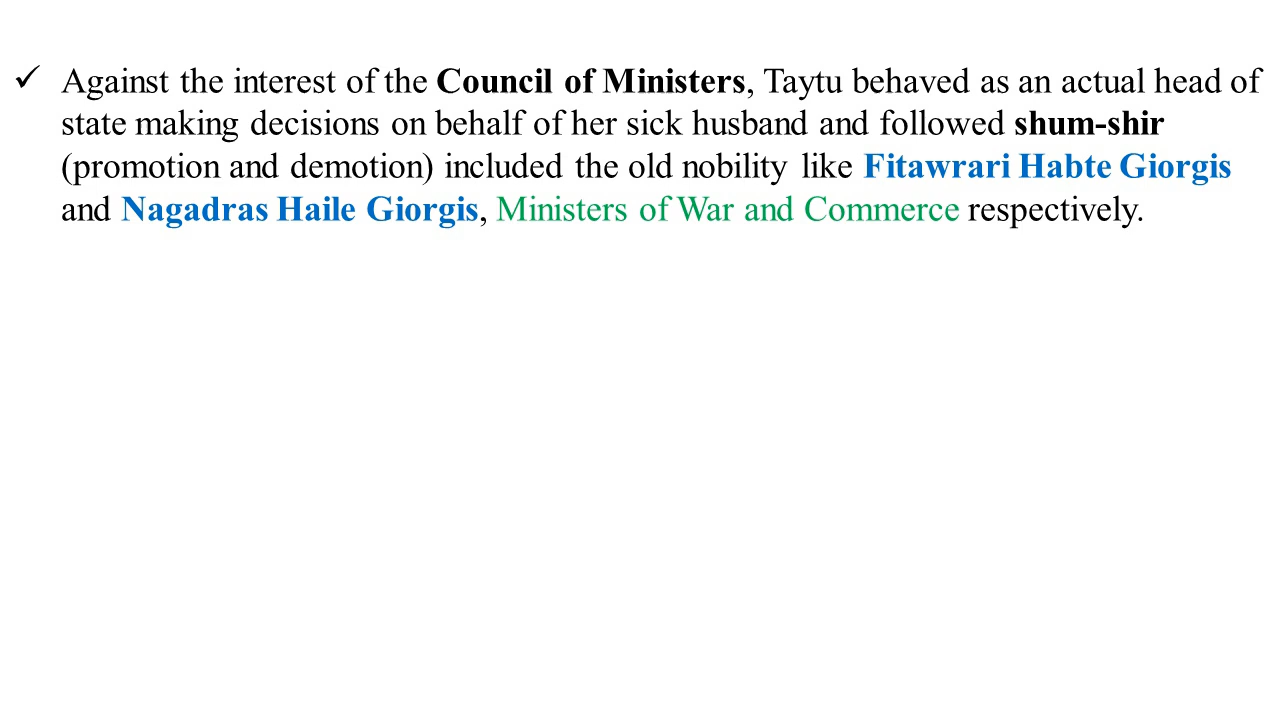 ✓ Against the interest of the Council of Ministers, Taytu behaved as an actual head of
state making decisions on behalf of her sick husband and followed shum-shir
(promotion and demotion) included the old nobility like Fitawrari Habte Giorgis
and Nagadras Haile Giorgis, Ministers of War and Commerce respectively.